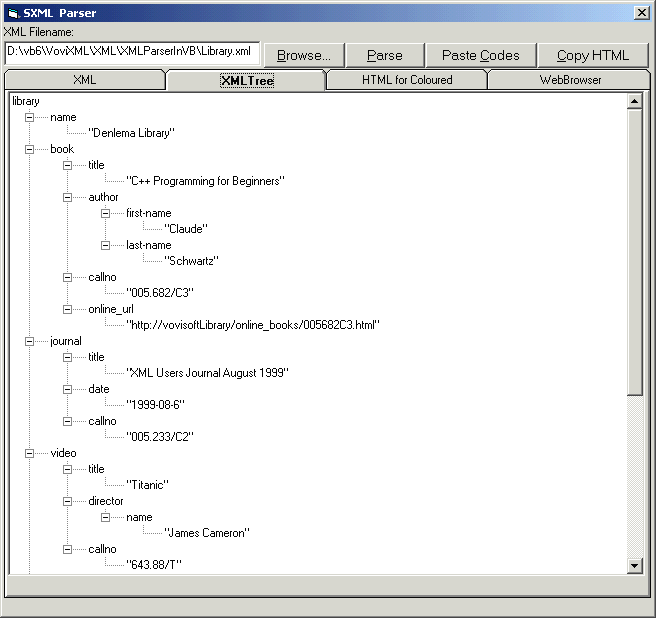 SXML Parser
XML Filename:
D:\vb6\VoviXML\XML\XMLParserInVB\Library.xml Browse... Parse Paste Codes Copy HTML
XML XMLTree HTML for Coloured WebBrowser
library
name
"Denlema Library"
book
title
"C++ Programming for Beginners"
author
first-name
"Claude"
last-name
"Schwartz"
callno
"005.682/C3"
online_url
"http://vovisoftLibrary/online_books/005682C3.html"
journal
title
"XML Users Journal August 1999"
date
"1999-08-6"
callno
"005.233/C2"
video
title
"Titanic"
director
name
"James Cameron"
callno
"643.88/T"